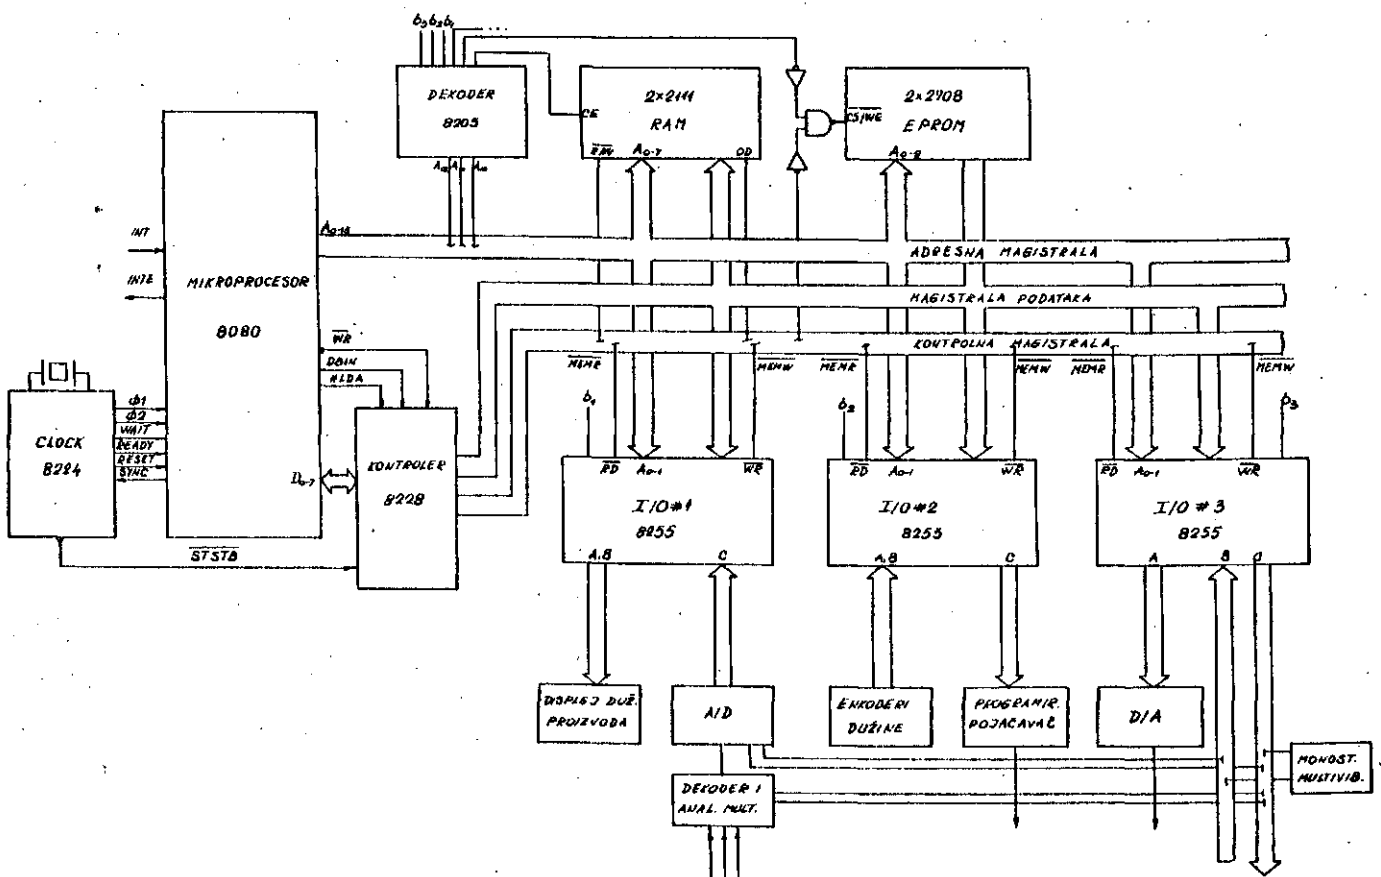 b3 b2 b1 ....
DEKODER
8205
A12 A11 A10
2x2111
RAM
CE
R/W
A0-7
OD
2x2708
EPROM
CS/WE
A0-9
INT
INTE
MIKROPROCESOR
8080
A0-15
WR
DBIN
HLDA
D0-7
ADRESNA MAGISTRALA
MAGISTRALA PODATAKA
KONTROLNA MAGISTRALA
CLOCK
8224
Φ1
Φ2
WAIT
READY
RESET
SYNC
STSTB
KONTROLER
8228
MEMR
MEMW
MEMR
MEMW
MEMR
MEMW
b1
b2
b3
RD
A0-1
WR
I/O#1
8255
A.B
C
RD
A0-1
WR
I/O#2
8255
A.B
C
RD
A0-1
WR
I/O#3
8255
A
B
C
DISPLEJ DUŽ.
PROIZVODA
A/D
ENKODERI
DUŽINE
PROGRAMIR.
POJAČAVAČ
D/A
MONOST.
MULTIVIB.
DEKODER I
ANAL. MULT.